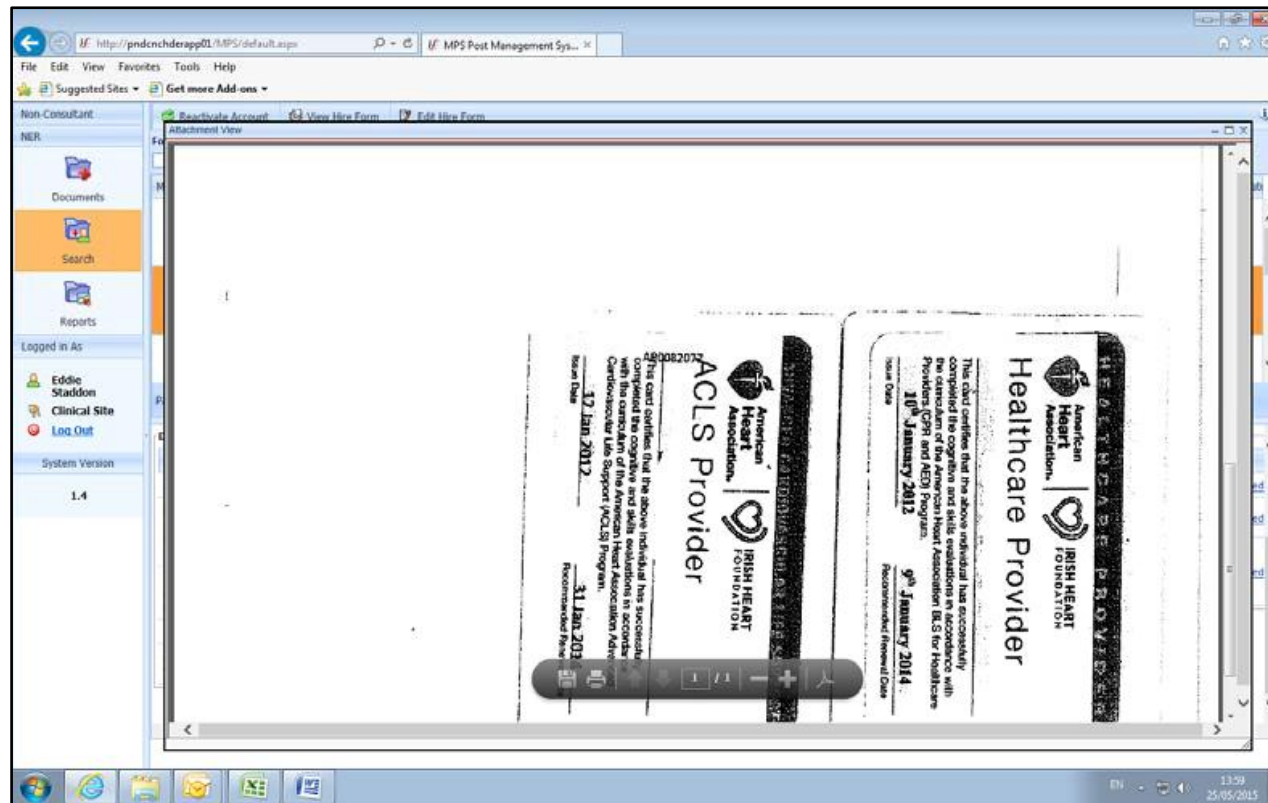 http://pndcnchderapp01/MPS/default.aspx
MPS Post Management Sys...
File Edit View Favorites Tools Help
Suggested Sites
Get more Add-ons
Non-Consultant
NER
Documents
Search
Reports
Logged in As
Eddie
Staddon
Clinical Site
Log Out
System Version
1.4
Reactivate Account View Hire Form Edit Hire Form
Attachment View
HEALTHCARE PROVIDER
American
Heart
Association®
IRISH HEART
FOUNDATION
Healthcare Provider
This card certifies that the above individual has successfully
completed the cognitive and skills evaluations in accordance with
the curriculum of the American Heart Association BLS for Healthcare
Providers (CPR and AED) Program.
10th January 2012
9th January 2014
Issue Date
Recommended Renewal Date
American
Heart
Association®
IRISH HEART
FOUNDATION
ACLS Provider
This card certifies that the above individual has successfully
completed the cognitive and skills evaluations in accordance
with the curriculum of the American Heart Association
Cardiovascular Life Support (ACLS) Program.
17 Jan 2012
31 Jan 2014
Issue Date
Recommended
1 / 1
EN
13:59
25/05/2015